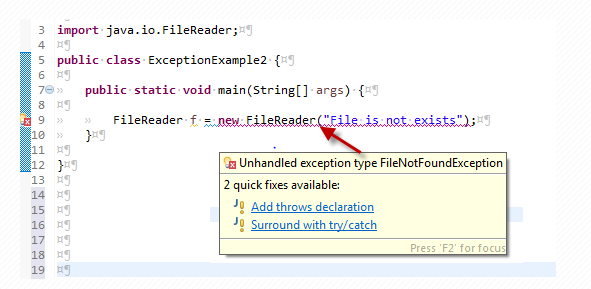 3 import java.io.FileReader;¤¶
4 ¤¶
5 public class ExceptionExample2 {¤¶
6 ¤¶
7 » public static void main(String[] args) {¤¶
8 ¤¶
9 » » FileReader f = new FileReader("File is not exists");¤¶
10 » }¤¶
11 ¤¶
12 }¤¶
13 ¤¶
14 ¤¶
15 ¤¶
16 ¤¶
17 ¤¶
18 ¤¶
19 ¤¶
Unhandled exception type FileNotFoundException
2 quick fixes available:
Add throws declaration
Surround with try/catch
Press 'F2' for focus